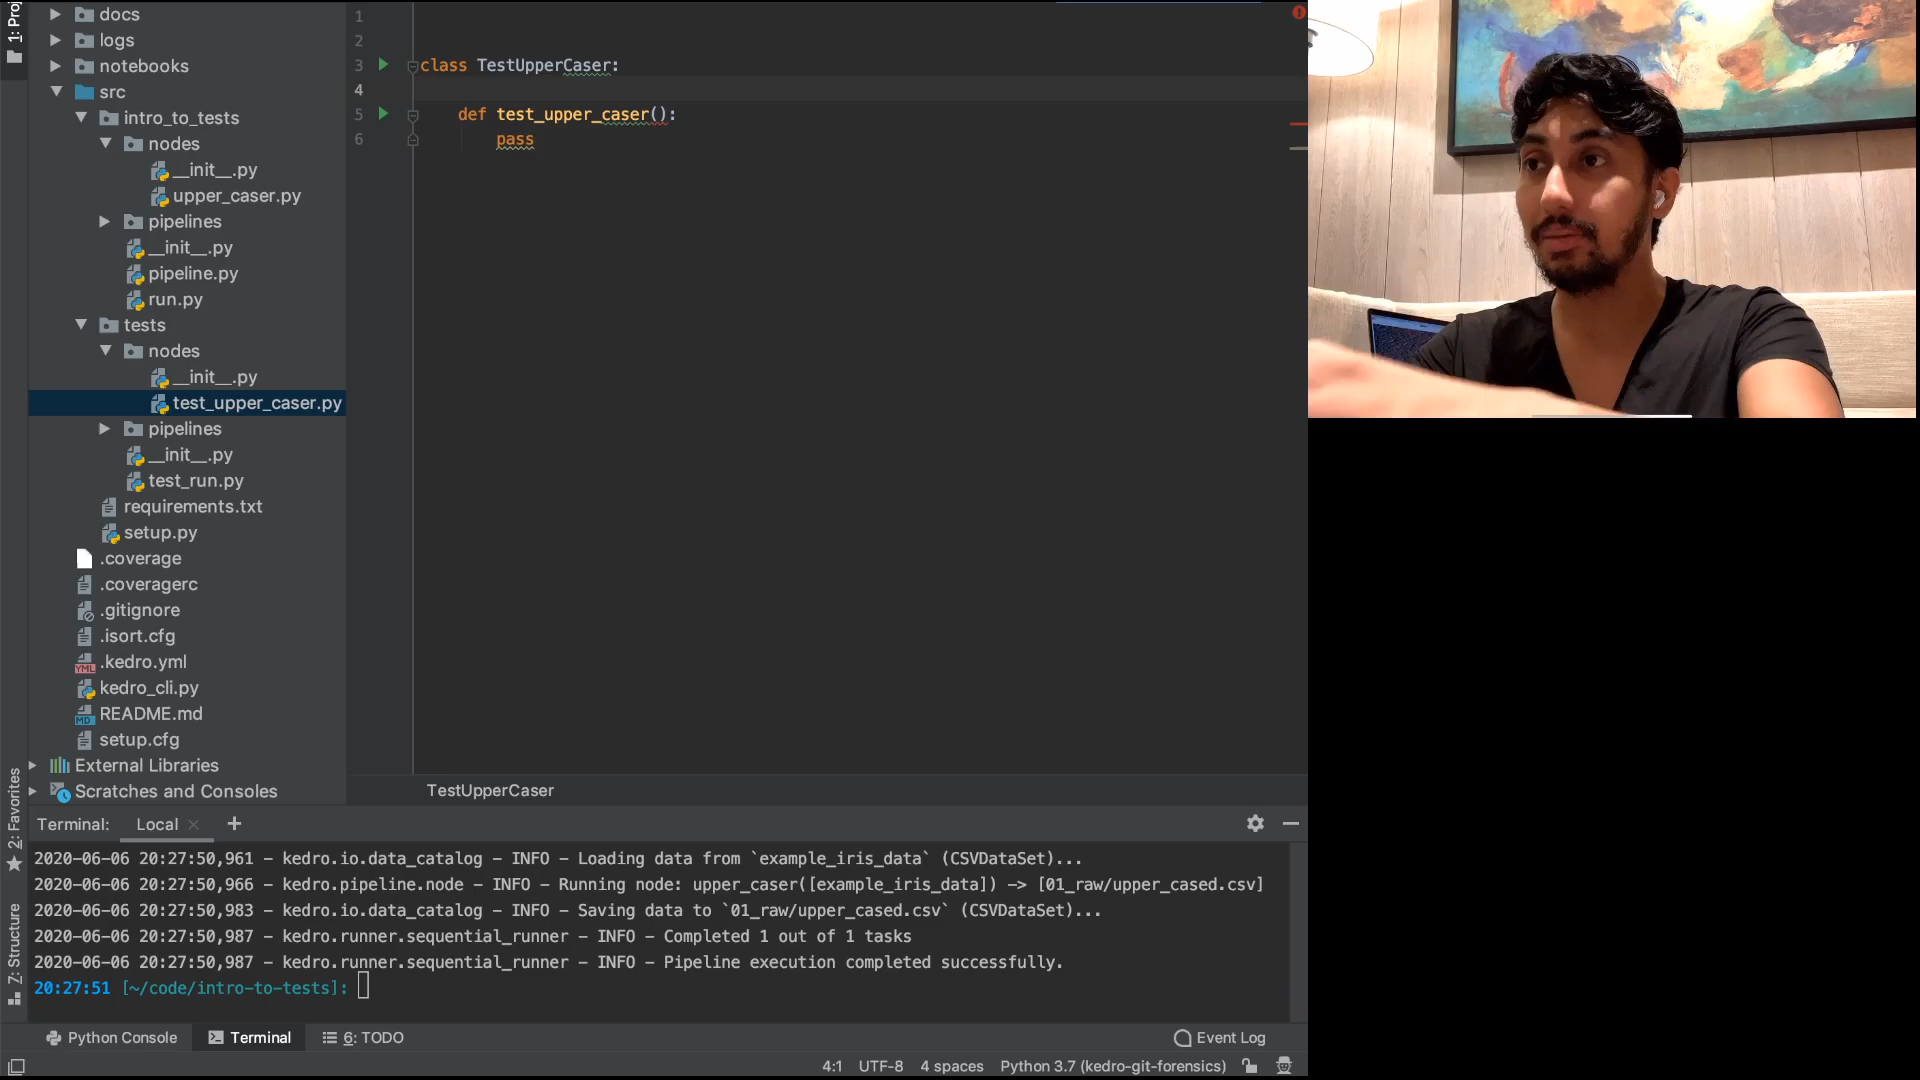 1: Proj
docs
logs
notebooks
src
intro_to_tests
nodes
__init__.py
upper_caser.py
pipelines
__init__.py
pipeline.py
run.py
tests
nodes
__init__.py
test_upper_caser.py
pipelines
__init__.py
test_run.py
requirements.txt
setup.py
.coverage
.coveragerc
.gitignore
.isort.cfg
.kedro.yml
kedro_cli.py
README.md
setup.cfg
External Libraries
Scratches and Consoles
1
2
3 class TestUpperCaser:
4
5 def test_upper_caser():
6 pass
TestUpperCaser
2: Favorites
Z: Structure
Terminal: Local × +
2020-06-06 20:27:50,961 - kedro.io.data_catalog - INFO - Loading data from `example_iris_data` (CSVDataSet)...
2020-06-06 20:27:50,966 - kedro.pipeline.node - INFO - Running node: upper_caser([example_iris_data]) -> [01_raw/upper_cased.csv]
2020-06-06 20:27:50,983 - kedro.io.data_catalog - INFO - Saving data to `01_raw/upper_cased.csv` (CSVDataSet)...
2020-06-06 20:27:50,987 - kedro.runner.sequential_runner - INFO - Completed 1 out of 1 tasks
2020-06-06 20:27:50,987 - kedro.runner.sequential_runner - INFO - Pipeline execution completed successfully.
20:27:51 [~/code/intro-to-tests]:
Python Console Terminal 6: TODO Event Log
4:1 UTF-8 4 spaces Python 3.7 (kedro-git-forensics)